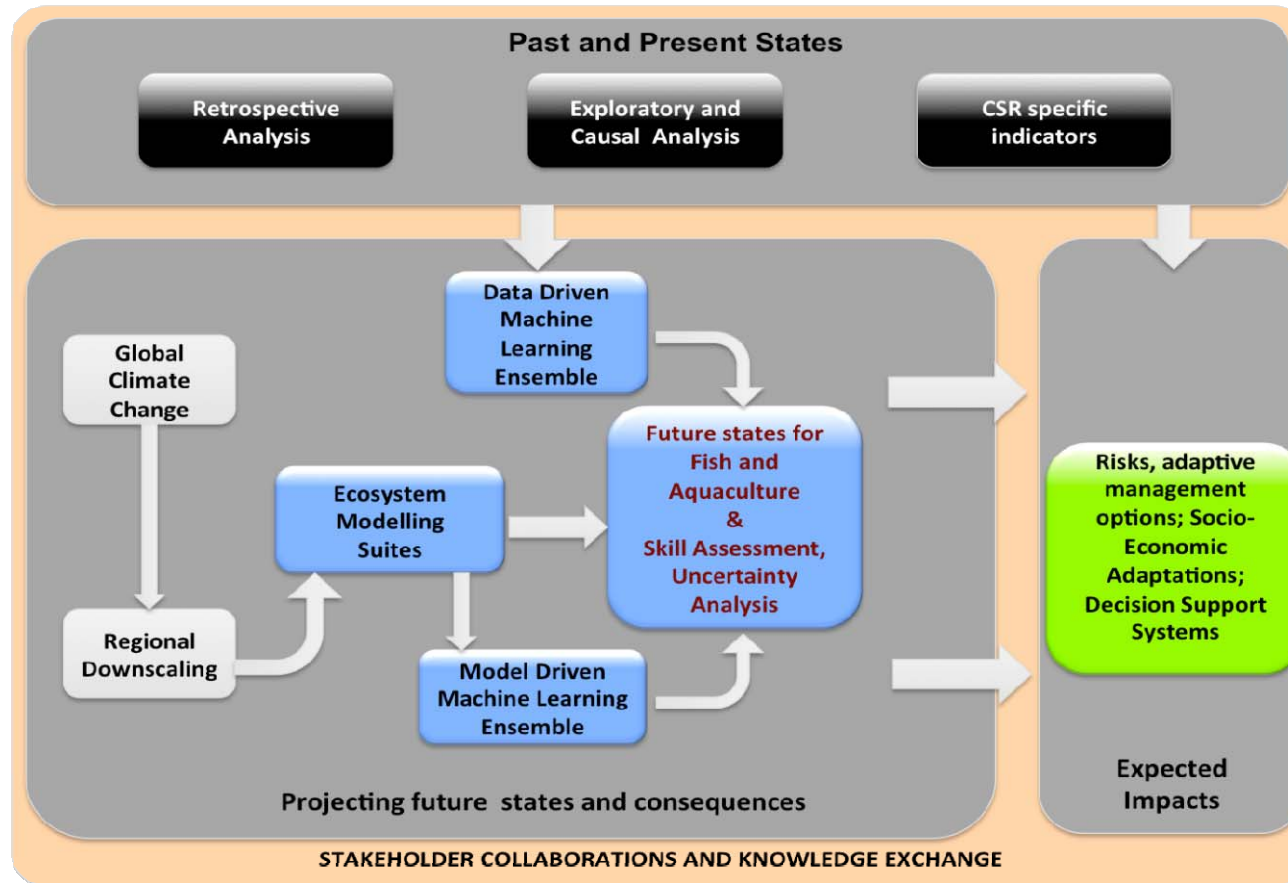 Past and Present States
Retrospective
Analysis
Exploratory and
Causal Analysis
CSR specific
indicators
Data Driven
Machine
Learning
Ensemble
Global
Climate
Change
Future states for
Fish and
Aquaculture
&
Skill Assessment,
Uncertainty
Analysis
Ecosystem
Modelling
Suites
Regional
Downscaling
Model Driven
Machine Learning
Ensemble
Projecting future states and consequences
Risks, adaptive
management
options; Socio-
Economic
Adaptations;
Decision Support
Systems
Expected
Impacts
STAKEHOLDER COLLABORATIONS AND KNOWLEDGE EXCHANGE